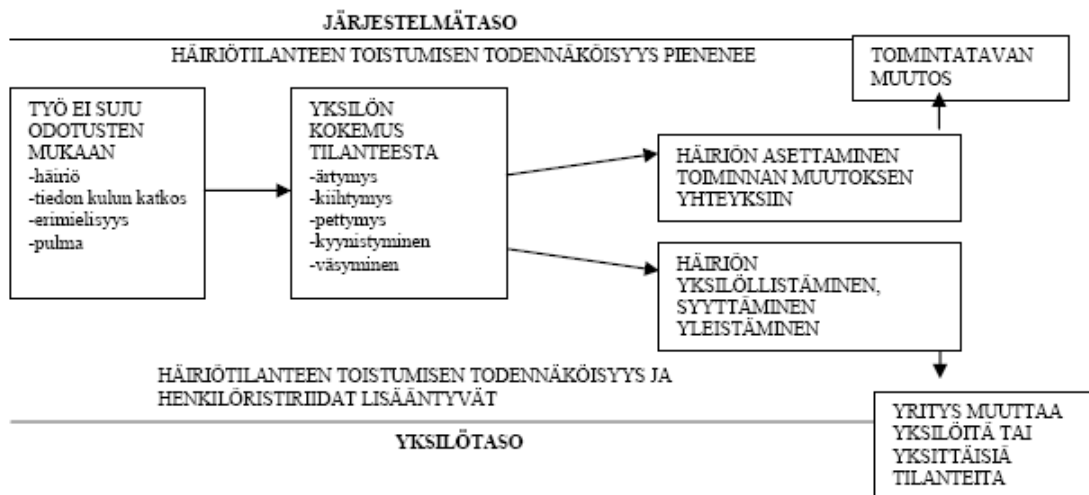 JÄRJESTELMÄTASO
HÄIRIÖTILANTEEN TOISTUMISEN TODENNÄKÖISYYS PIENENEE
TOIMINTATAVAN
MUUTOS
TYÖ EI SUJU
ODOTUSTEN
MUKAAN
-häiriö
-tiedon kulun katkos
-erimielisyys
-pulma
YKSILÖN
KOKEMUS
TILANTEESTA
-ärtymys
-kiihtymys
-pettymys
-kyynistyminen
-väsyminen
HÄIRIÖN ASETTAMINEN
TOIMINNAN MUUTOKSEN
YHTEYKSIIN
HÄIRIÖN
YKSILÖLLISTÄMINEN,
SYYTTÄMINEN
YLEISTÄMINEN
HÄIRIÖTILANTEEN TOISTUMISEN TODENNÄKÖISYYS JA
HENKILÖRISTIRIIDAT LISÄÄNTYVÄT
YKSILÖTASO
YRITYS MUUTTAA
YKSILÖITÄ TAI
YKSITTÄISIÄ
TILANTEITA